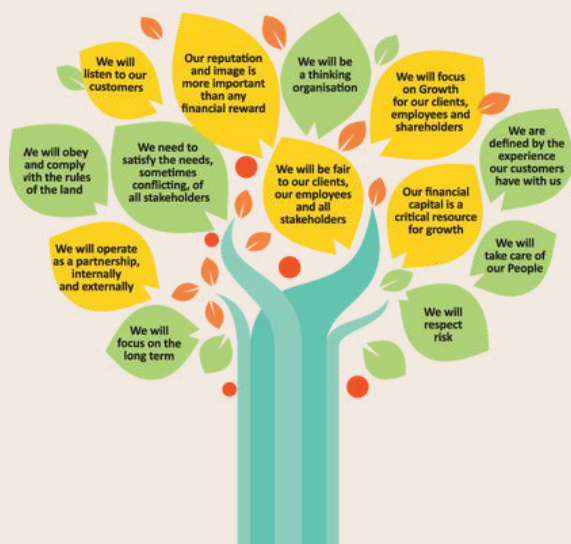 We will
listen to our
customers
Our reputation
and image is
more important
than any
financial reward
We will be
a thinking
organisation
We will focus
on Growth
for our clients,
employees and
shareholders
We are
defined by the
experience
our customers
have with us
We will obey
and comply
with the rules
of the land
We need to
satisfy the needs,
sometimes
conflicting, of
all stakeholders
We will be fair
to our clients,
our employees
and all
stakeholders
Our financial
capital is a
critical resource
for growth
We will
take care of
our People
We will operate
as a partnership,
internally
and externally
We will
focus on the
long term
We will
respect
risk